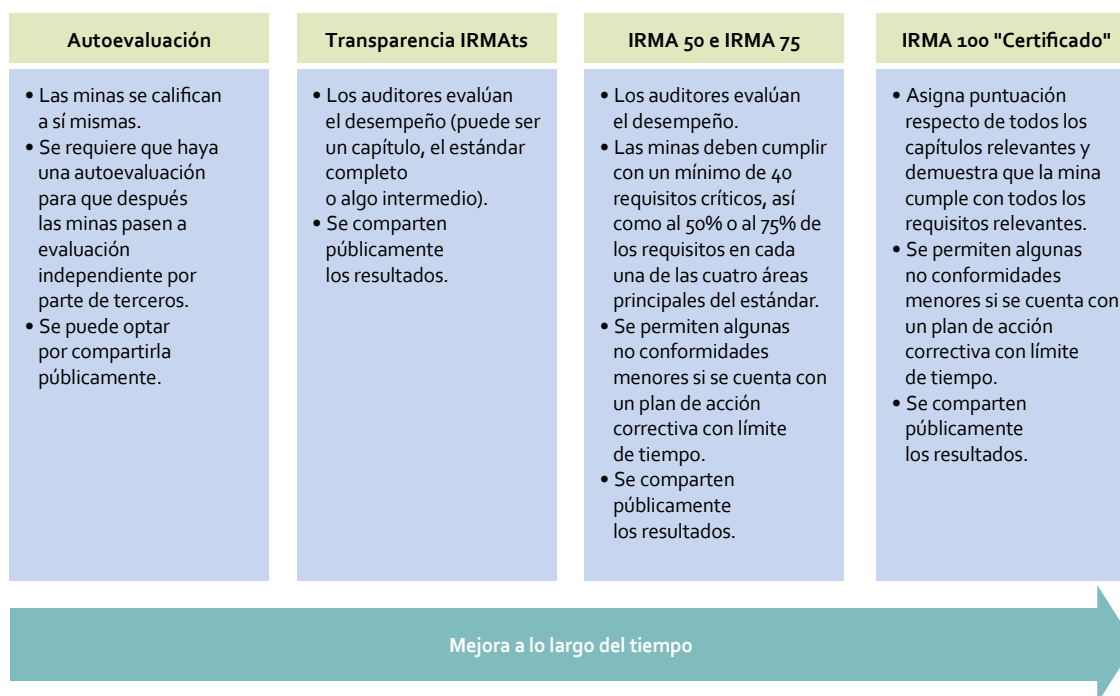 Autoevaluación
• Las minas se califican
a sí mismas.
• Se requiere que haya
una autoevaluación
para que después
las minas pasen a
evaluación
independiente por
parte de terceros.
• Se puede optar
por compartirla
públicamente.
Transparencia IRMAts
• Los auditores evalúan
el desempeño (puede ser
un capítulo, el estándar
completo
o algo intermedio).
• Se comparten
públicamente
los resultados.
IRMA 50 e IRMA 75
• Los auditores evalúan
el desempeño.
• Las minas deben cumplir
con un mínimo de 40
requisitos críticos, así
como al 50% o al 75% de
los requisitos en cada
una de las cuatro áreas
principales del estándar.
• Se permiten algunas
no conformidades
menores si se cuenta con
un plan de acción
correctiva con límite
de tiempo.
• Se comparten
públicamente
los resultados.
IRMA 100 "Certificado"
• Asigna puntuación
respecto de todos los
capítulos relevantes y
demuestra que la mina
cumple con todos los
requisitos relevantes.
• Se permiten algunas
no conformidades
menores si se cuenta con
un plan de acción
correctiva con límite
de tiempo.
• Se comparten
públicamente
los resultados.
Mejora a lo largo del tiempo